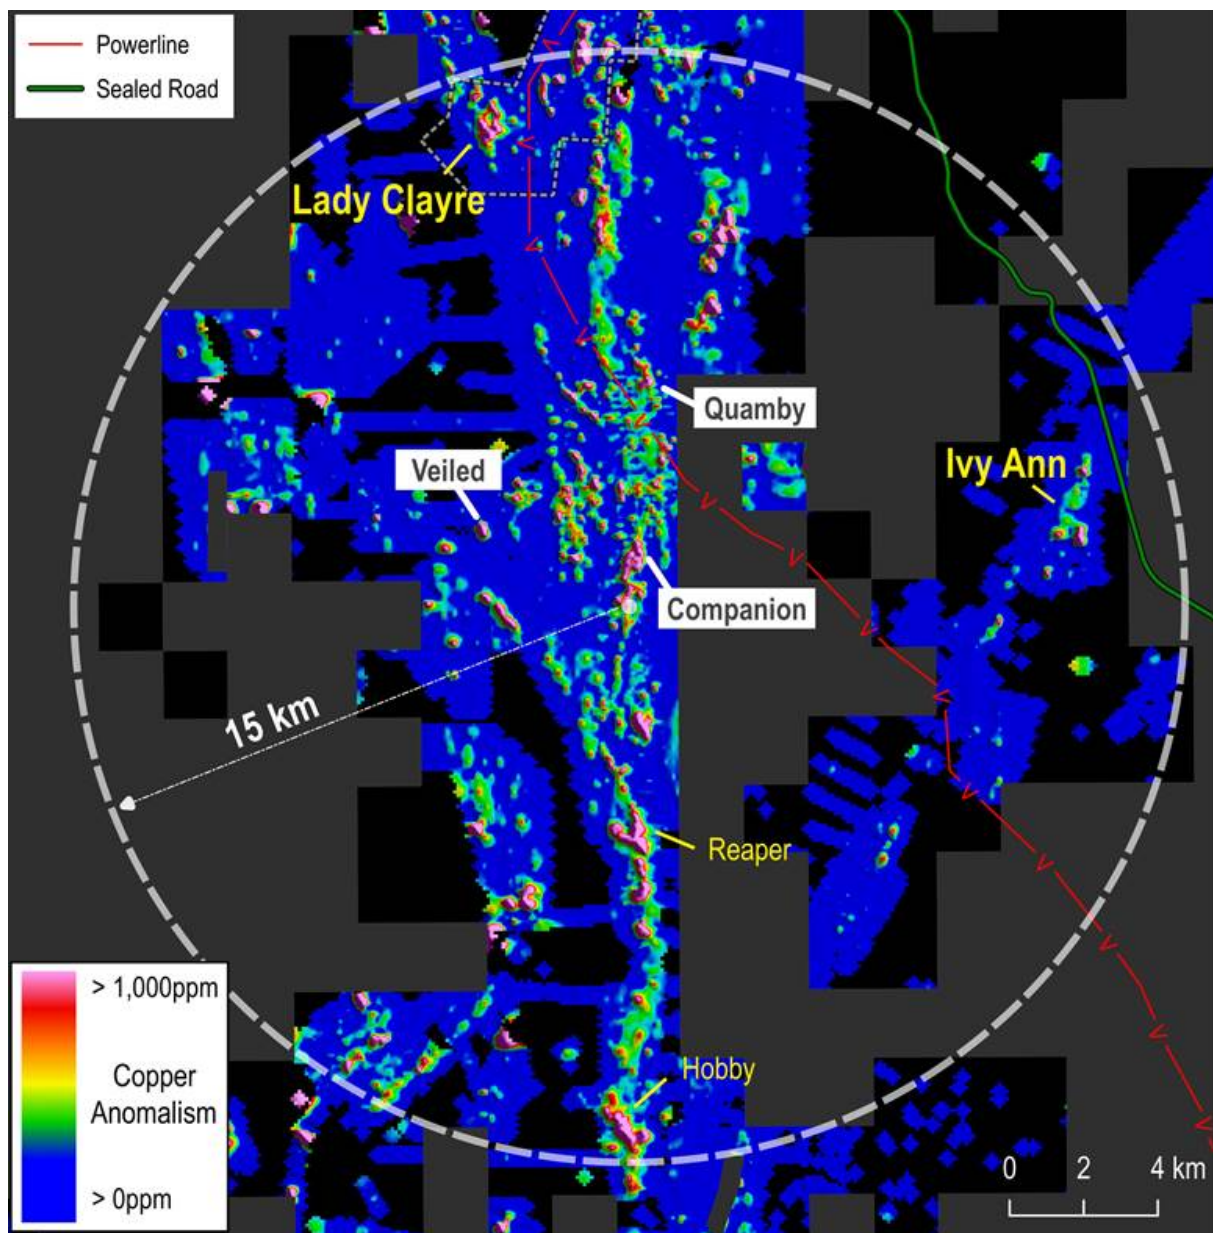 Powerline
Sealed Road
Lady Clayre
Quamby
Veiled
Ivy Ann
Companion
15 km
Reaper
Hobby
> 1,000ppm
Copper
Anomalism
> 0ppm
0 2 4 km